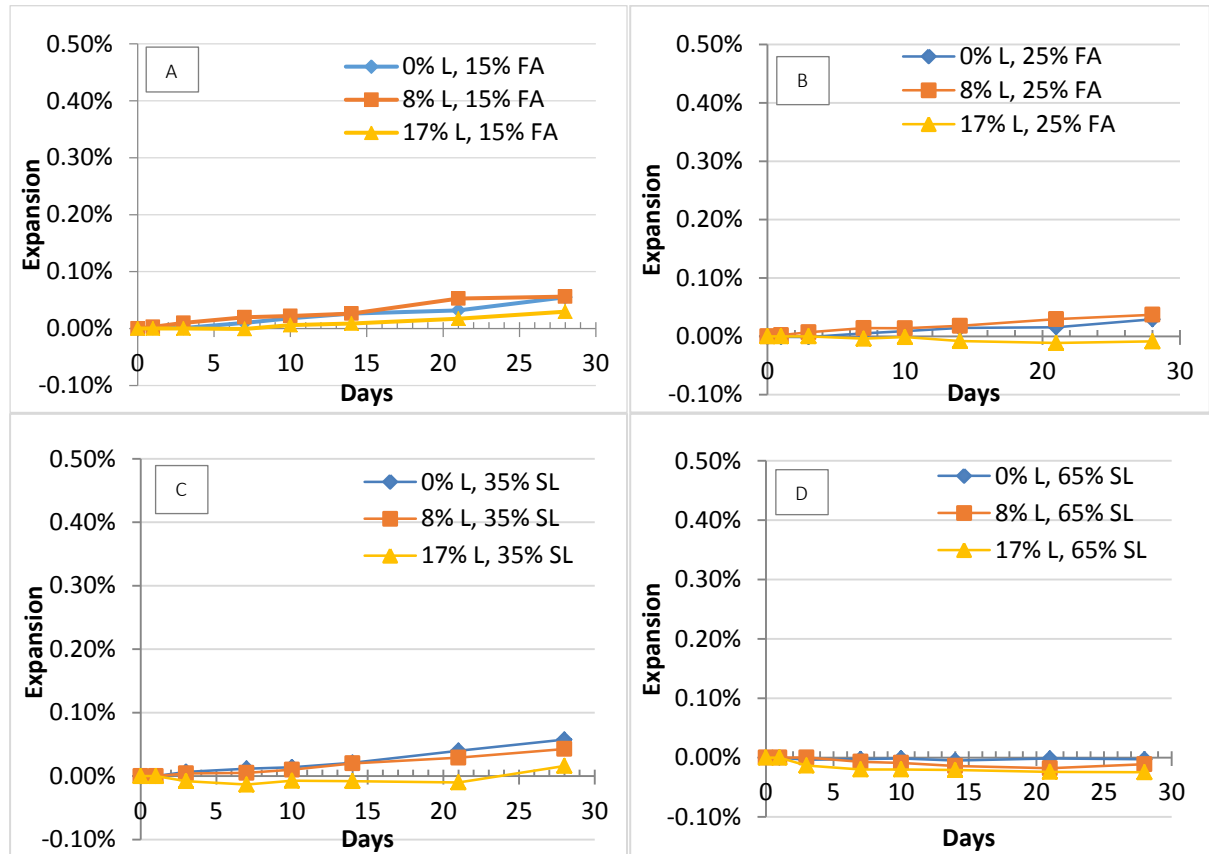 A
0.50%
0.40%
0.30%
0.20%
0.10%
0.00%
-0.10%
Expansion
0% L, 15% FA
8% L, 15% FA
17% L, 15% FA
0 5 10 15 20 25 30
Days
B
0.50%
0.40%
0.30%
0.20%
0.10%
0.00%
-0.10%
Expansion
0% L, 25% FA
8% L, 25% FA
17% L, 25% FA
0 10 20 30
Days
C
0.50%
0.40%
0.30%
0.20%
0.10%
0.00%
-0.10%
Expansion
0% L, 35% SL
8% L, 35% SL
17% L, 35% SL
0 5 10 15 20 25 30
Days
D
0.50%
0.40%
0.30%
0.20%
0.10%
0.00%
-0.10%
Expansion
0% L, 65% SL
8% L, 65% SL
17% L, 65% SL
0 5 10 15 20 25 30
Days